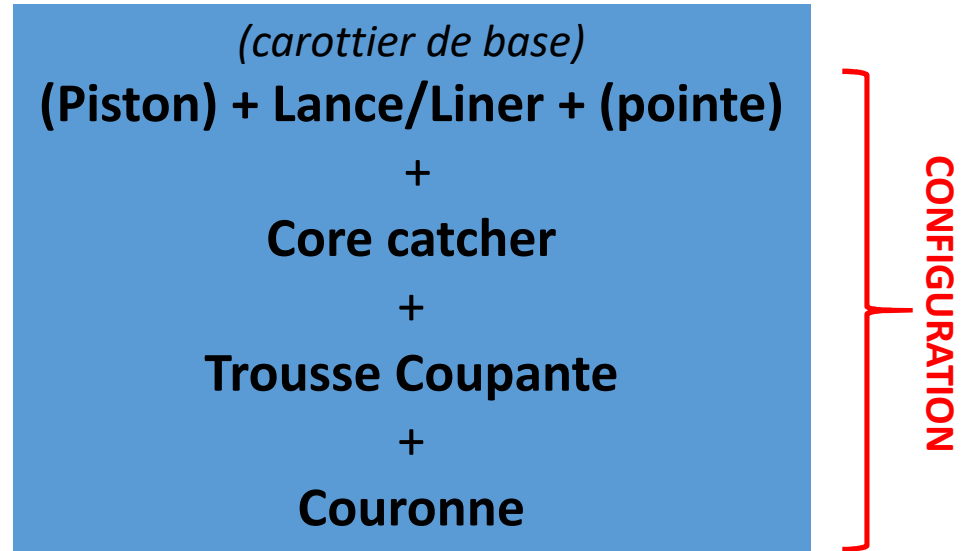 (carottier de base)
(Piston) + Lance/Liner + (pointe)
+
Core catcher
+
Trousse Coupante
+
Couronne
CONFIGURATION